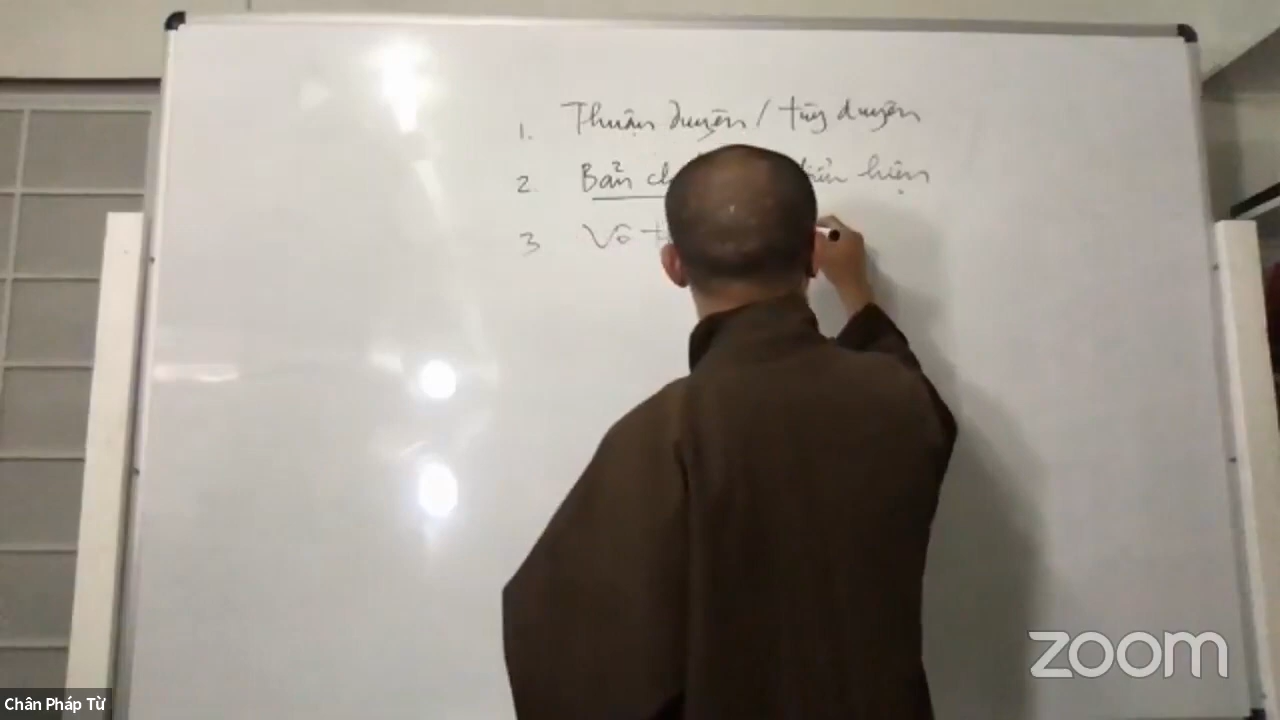 1. Thuận duyên / tùy duyên
2. Bản hiện
3 Vô
zoom
Chân Pháp Từ